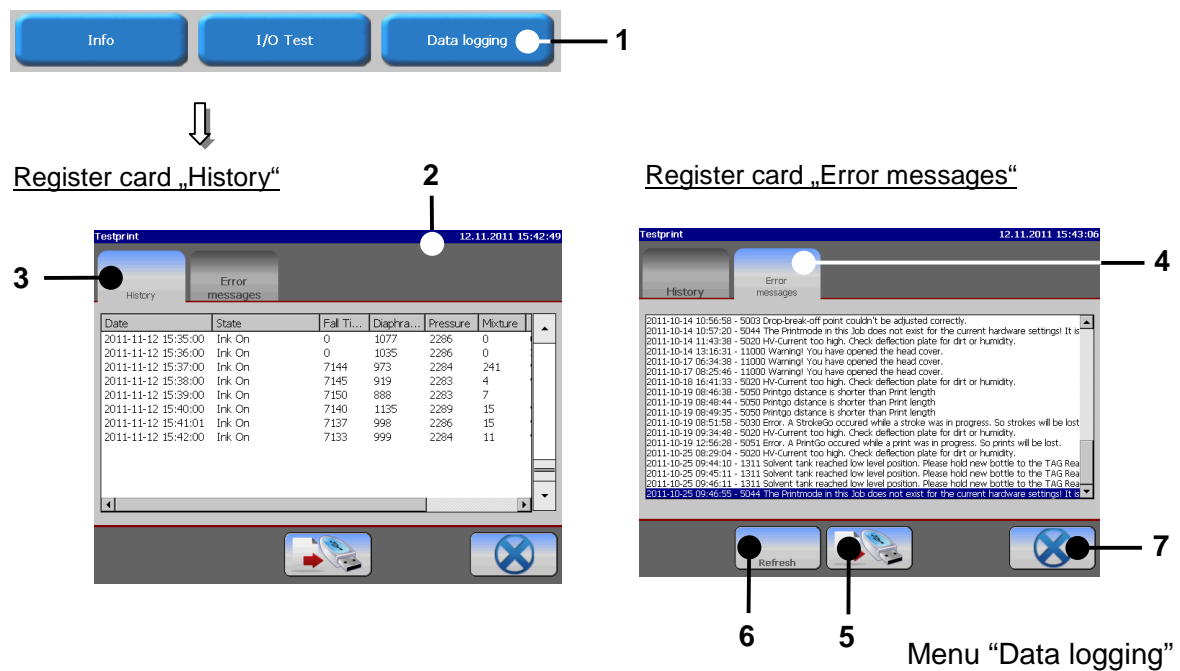 Info I/O Test Data logging 1
Register card „History“ 2
Register card „Error messages“
Testprint 12.11.2011 15:42:49
3
History
Error
messages
Date State Fall Ti... Diaphra... Pressure Mixture
2011-11-12 15:35:00 Ink On 0 1077 2286 0
2011-11-12 15:36:00 Ink On 0 1035 2286 0
2011-11-12 15:37:00 Ink On 7144 973 2284 241
2011-11-12 15:38:00 Ink On 7145 919 2283 4
2011-11-12 15:39:00 Ink On 7150 888 2283 7
2011-11-12 15:40:00 Ink On 7140 1135 2289 15
2011-11-12 15:41:01 Ink On 7137 998 2286 15
2011-11-12 15:42:00 Ink On 7133 999 2284 11
Testprint 12.11.2011 15:43:06
4
History
Error
messages
2011-10-14 10:56:58 - 5003 Drop-break-off point couldn't be adjusted correctly.
2011-10-14 10:57:20 - 5044 The Printmode in this Job does not exist for the current hardware settings! It is
2011-10-14 11:43:38 - 5020 HV-Current too high. Check deflection plate for dirt or humidity.
2011-10-14 13:16:31 - 11000 Warning! You have opened the head cover.
2011-10-17 06:34:38 - 11000 Warning! You have opened the head cover.
2011-10-17 08:25:46 - 11000 Warning! You have opened the head cover.
2011-10-18 16:41:33 - 5020 HV-Current too high. Check deflection plate for dirt or humidity.
2011-10-19 08:46:38 - 5050 Printgo distance is shorter than Print length
2011-10-19 08:48:44 - 5050 Printgo distance is shorter than Print length
2011-10-19 08:49:35 - 5050 Printgo distance is shorter than Print length
2011-10-19 08:51:58 - 5030 Error. A StrokeGo occured while a stroke was in progress. So strokes will be lost
2011-10-19 09:34:48 - 5020 HV-Current too high. Check deflection plate for dirt or humidity.
2011-10-19 12:56:28 - 5051 Error. A PrintGo occured while a print was in progress. So prints will be lost.
2011-10-25 08:29:04 - 5020 HV-Current too high. Check deflection plate for dirt or humidity.
2011-10-25 09:44:10 - 1311 Solvent tank reached low level position. Please hold new bottle to the TAG Rea
2011-10-25 09:45:11 - 1311 Solvent tank reached low level position. Please hold new bottle to the TAG Rea
2011-10-25 09:46:11 - 1311 Solvent tank reached low level position. Please hold new bottle to the TAG Rea
2011-10-25 09:46:55 - 5044 The Printmode in this Job does not exist for the current hardware settings! It is
Refresh
7
6 5
Menu “Data logging”